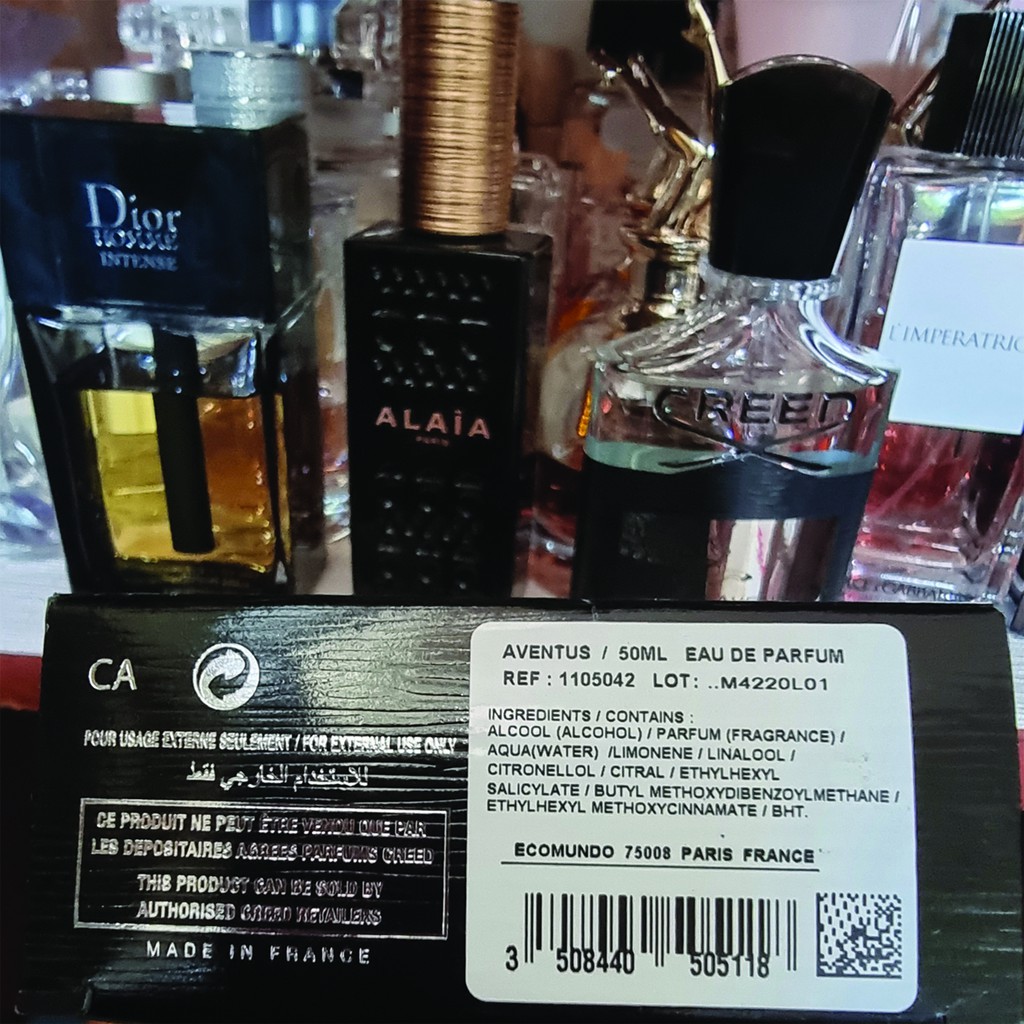 Dior
HOMME
INTENSE
ALAÏA
PARIS
CREED
L'IMPERATRIC
CA
POUR USAGE EXTERNE SEULEMENT / FOR EXTERNAL USE ONLY
للاستخدام الخارجي فقط
CE PRODUIT NE PEUT ÊTRE VENDU QUE PAR
LES DEPOSITAIRES AGREES PARFUMS CREED
THIS PRODUCT CAN BE SOLD BY
AUTHORISED CREED RETAILERS
MADE IN FRANCE
AVENTUS / 50ML EAU DE PARFUM
REF : 1105042 LOT: ..M4220L01
INGREDIENTS / CONTAINS :
ALCOOL (ALCOHOL) / PARFUM (FRAGRANCE) /
AQUA(WATER) /LIMONENE / LINALOOL /
CITRONELLOL / CITRAL / ETHYLHEXYL
SALICYLATE / BUTYL METHOXYDIBENZOYLMETHANE /
ETHYLHEXYL METHOXYCINNAMATE / BHT.
ECOMUNDO 75008 PARIS FRANCE
3 508440 505118